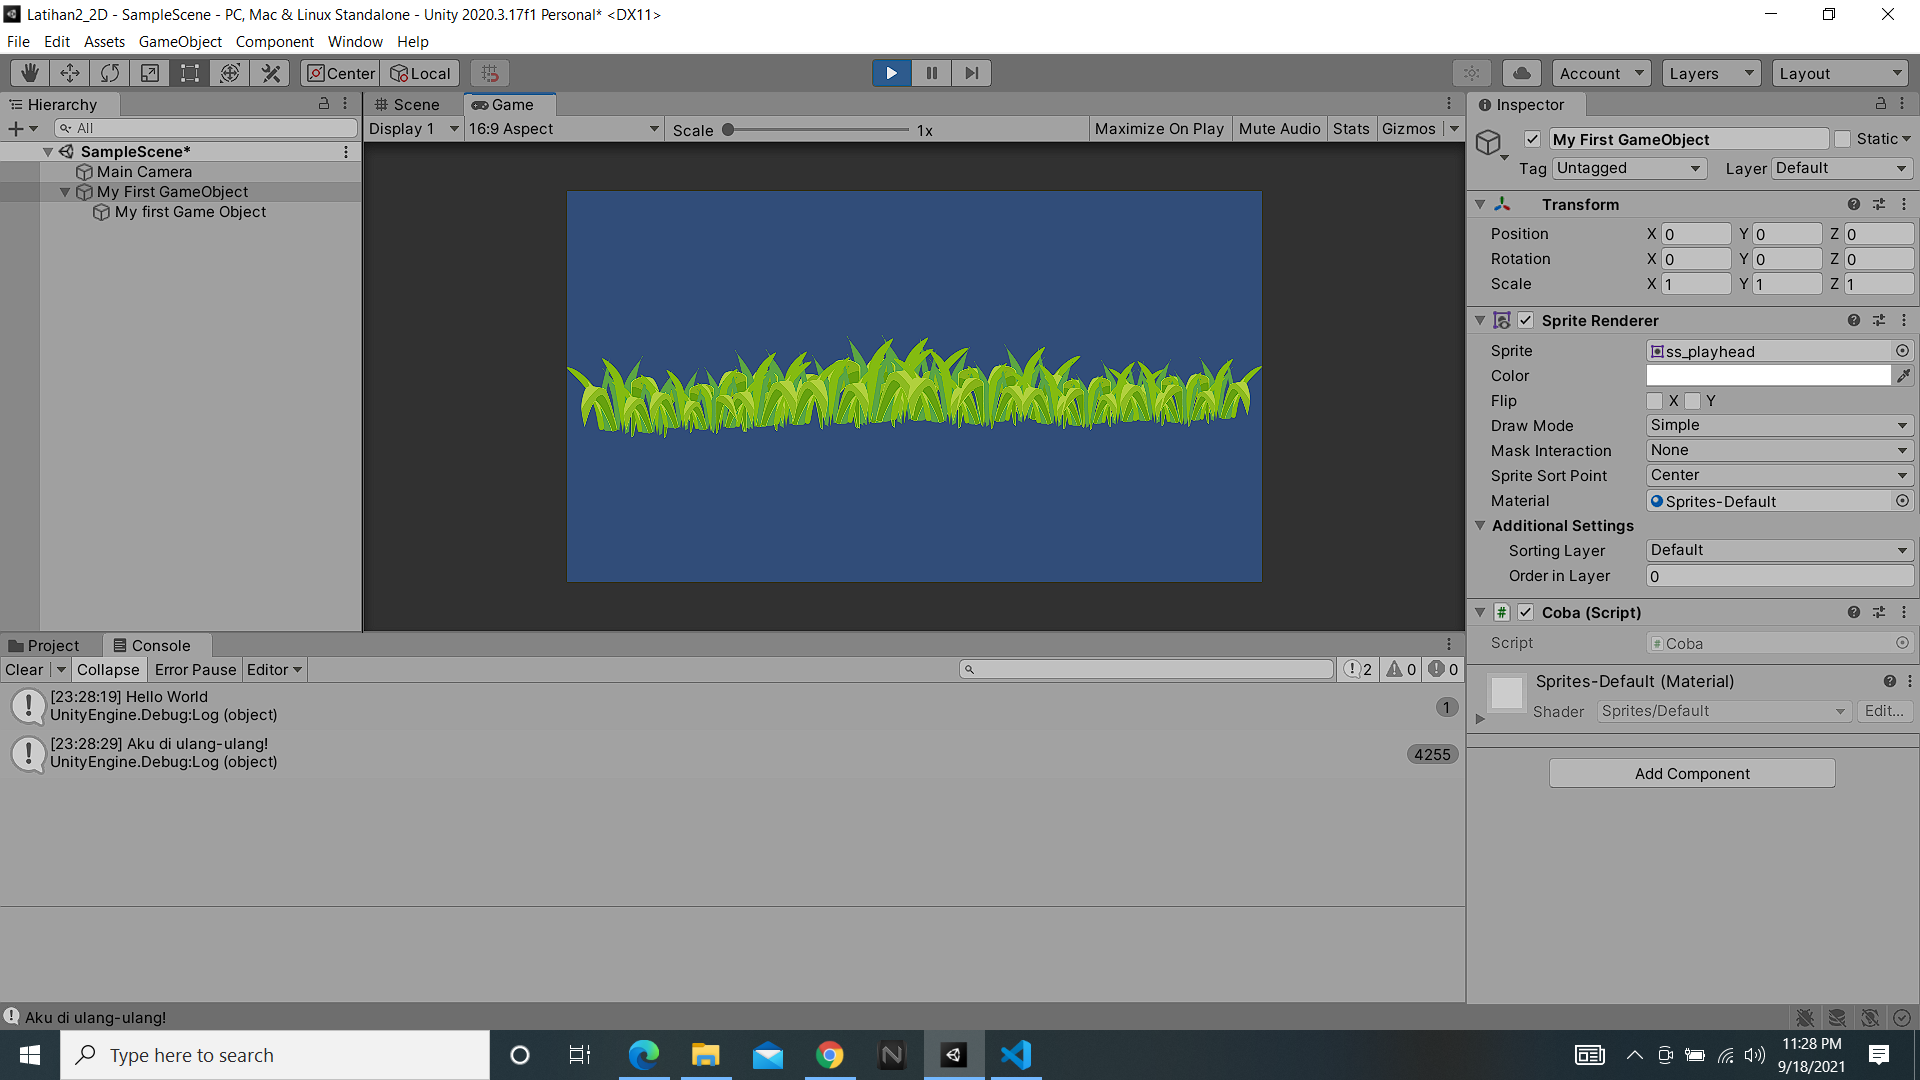 Latihan2_2D - SampleScene - PC, Mac & Linux Standalone - Unity 2020.3.17f1 Personal* <DX11>
File Edit Assets GameObject Component Window Help
Center Local Account Layers Layout
Hierarchy
All
SampleScene*
Main Camera
My First GameObject
My first Game Object
Scene Game
Display 1 16:9 Aspect Scale 1x Maximize On Play Mute Audio Stats Gizmos
Inspector
My First GameObject Static
Tag Untagged Layer Default
Transform
Position X 0 Y 0 Z 0
Rotation X 0 Y 0 Z 0
Scale X 1 Y 1 Z 1
Sprite Renderer
Sprite ss_playhead
Color
Flip X Y
Draw Mode Simple
Mask Interaction None
Sprite Sort Point Center
Material Sprites-Default
Additional Settings
Sorting Layer Default
Order in Layer 0
# Coba (Script)
Script # Coba
Sprites-Default (Material)
Shader Sprites/Default Edit...
Add Component
Project Console
Clear Collapse Error Pause Editor 2 0 0
[23:28:19] Hello World
UnityEngine.Debug:Log (object)
1
[23:28:29] Aku di ulang-ulang!
UnityEngine.Debug:Log (object)
4255
Aku di ulang-ulang!
Type here to search
N
11:28 PM
9/18/2021